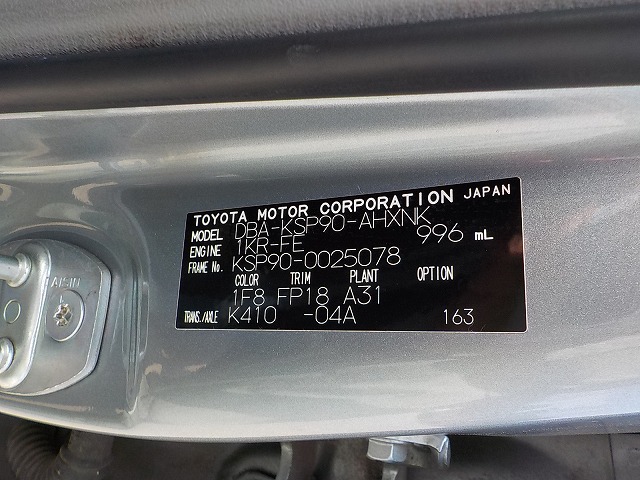 TOYOTA MOTOR CORPORATION JAPAN
MODEL DBA-KSP90-AHXNK
ENGINE 1KR-FE 996 mL
FRAME No. KSP90-0025078
COLOR TRIM PLANT OPTION
1F8 FP18 A31
TRANS./AXLE K410 -04A 163
AISIN
L